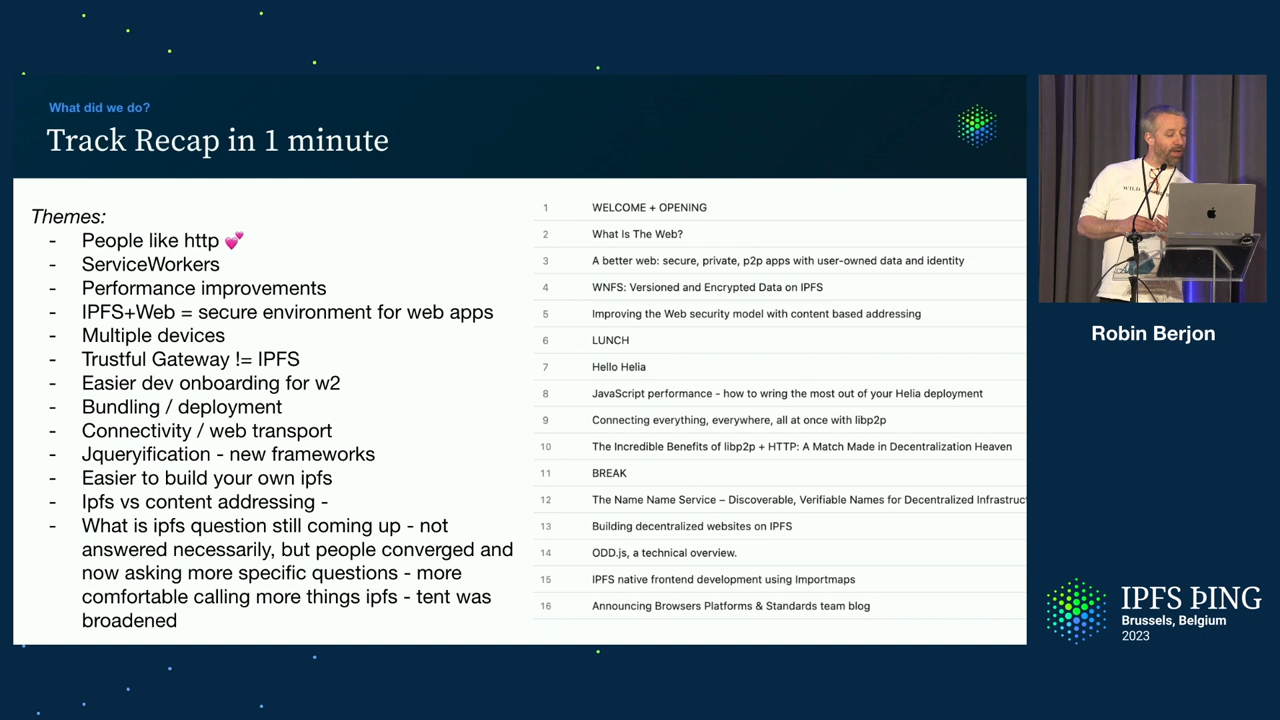 What did we do?
Track Recap in 1 minute
Themes:
- People like http 💕
- ServiceWorkers
- Performance improvements
- IPFS+Web = secure environment for web apps
- Multiple devices
- Trustful Gateway != IPFS
- Easier dev onboarding for w2
- Bundling / deployment
- Connectivity / web transport
- Jqueryification - new frameworks
- Easier to build your own ipfs
- Ipfs vs content addressing -
- What is ipfs question still coming up - not
answered necessarily, but people converged and
now asking more specific questions - more
comfortable calling more things ipfs - tent was
broadened
1 WELCOME + OPENING
2 What Is The Web?
3 A better web: secure, private, p2p apps with user-owned data and identity
4 WNFS: Versioned and Encrypted Data on IPFS
5 Improving the Web security model with content based addressing
6 LUNCH
7 Hello Helia
8 JavaScript performance - how to wring the most out of your Helia deployment
9 Connecting everything, everywhere, all at once with libp2p
10 The Incredible Benefits of libp2p + HTTP: A Match Made in Decentralization Heaven
11 BREAK
12 The Name Name Service – Discoverable, Verifiable Names for Decentralized Infrastruc
13 Building decentralized websites on IPFS
14 ODD.js, a technical overview.
15 IPFS native frontend development using Importmaps
16 Announcing Browsers Platforms & Standards team blog
WILD
Robin Berjon
IPFS ÞING
Brussels, Belgium
2023